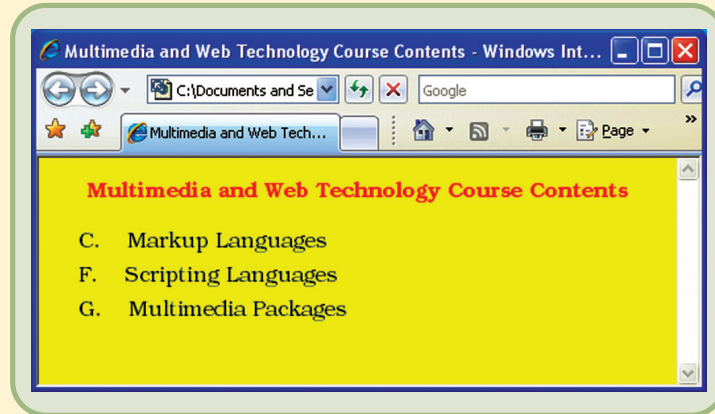 Multimedia and Web Technology Course Contents - Windows Int...
C:\Documents and Se
Google
Multimedia and Web Tech...
Page
Multimedia and Web Technology Course Contents
C. Markup Languages
F. Scripting Languages
G. Multimedia Packages